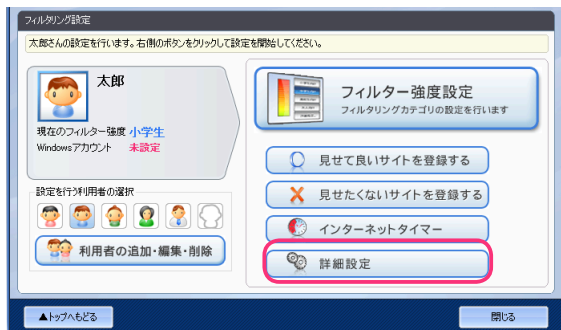 フィルタリング設定
太郎さんの設定を行います。右側のボタンをクリックして設定を開始してください。
太郎
現在のフィルター強度 小学生
Windowsアカウント 未設定
設定を行う利用者の選択
利用者の追加・編集・削除
フィルター強度設定
フィルタリングカテゴリの設定を行います
見せて良いサイトを登録する
見せたくないサイトを登録する
インターネットタイマー
詳細設定
▲トップへもどる
閉じる